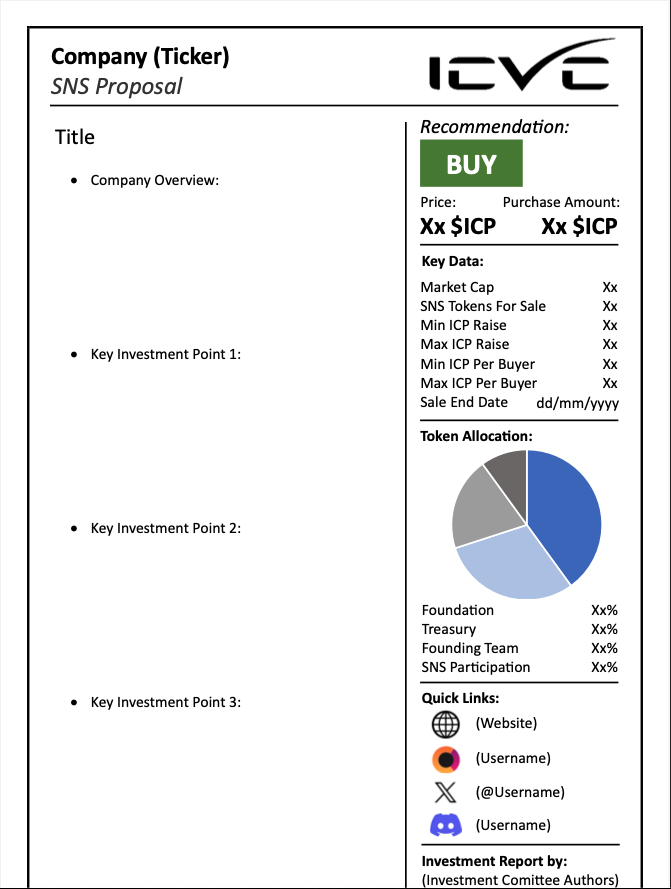 Company (Ticker)
SNS Proposal
ICVC
Title
• Company Overview:
• Key Investment Point 1:
• Key Investment Point 2:
• Key Investment Point 3:
Recommendation:
BUY
Price: Purchase Amount:
Xx $ICP Xx $ICP
Key Data:
Market Cap Xx
SNS Tokens For Sale Xx
Min ICP Raise Xx
Max ICP Raise Xx
Min ICP Per Buyer Xx
Max ICP Per Buyer Xx
Sale End Date dd/mm/yyyy
Token Allocation:
Foundation Xx%
Treasury Xx%
Founding Team Xx%
SNS Participation Xx%
Quick Links:
(Website)
(Username)
(@Username)
(Username)
Investment Report by:
(Investment Comittee Authors)